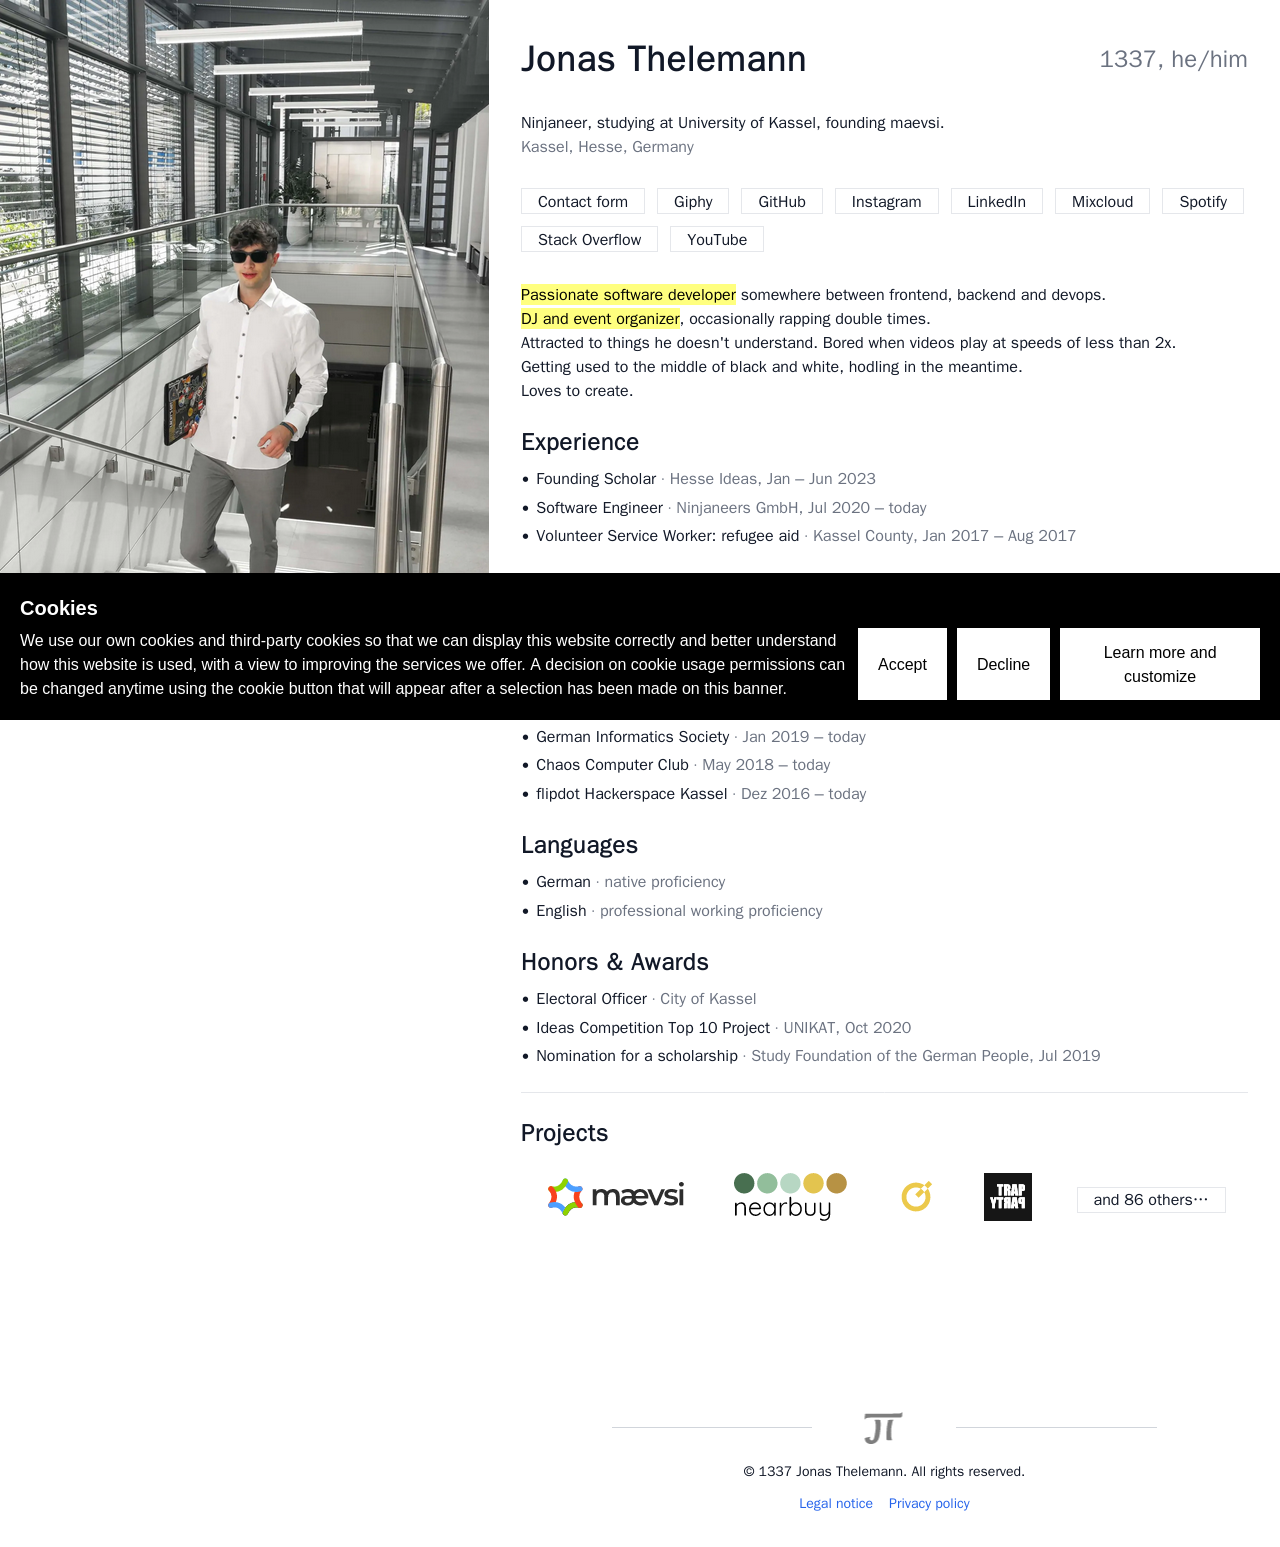 Jonas Thelemann
1337, he/him
Ninjaneer, studying at University of Kassel, founding maevsi.
Kassel, Hesse, Germany
Contact form
Giphy
GitHub
Instagram
LinkedIn
Mixcloud
Spotify
Stack Overflow
YouTube
Passionate software developer somewhere between frontend, backend and devops.
DJ and event organizer, occasionally rapping double times.
Attracted to things he doesn't understand. Bored when videos play at speeds of less than 2x.
Getting used to the middle of black and white, hodling in the meantime.
Loves to create.
Experience
• Founding Scholar · Hesse Ideas, Jan – Jun 2023
• Software Engineer · Ninjaneers GmbH, Jul 2020 – today
• Volunteer Service Worker: refugee aid · Kassel County, Jan 2017 – Aug 2017
Cookies
We use our own cookies and third-party cookies so that we can display this website correctly and better understand
how this website is used, with a view to improving the services we offer. A decision on cookie usage permissions can
be changed anytime using the cookie button that will appear after a selection has been made on this banner.
Accept
Decline
Learn more and
customize
• German Informatics Society · Jan 2019 – today
• Chaos Computer Club · May 2018 – today
• flipdot Hackerspace Kassel · Dez 2016 – today
Languages
• German · native proficiency
• English · professional working proficiency
Honors & Awards
• Electoral Officer · City of Kassel
• Ideas Competition Top 10 Project · UNIKAT, Oct 2020
• Nomination for a scholarship · Study Foundation of the German People, Jul 2019
Projects
mævsi
nearbuy
TRAP
PARTY
and 86 others…
JT
© 1337 Jonas Thelemann. All rights reserved.
Legal notice
Privacy policy